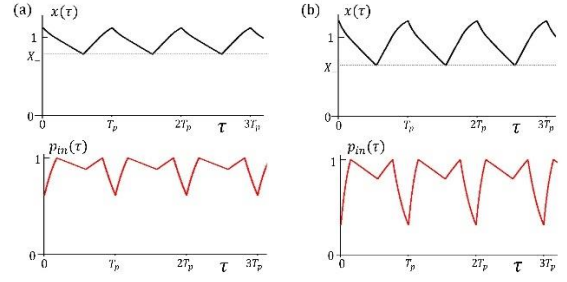 (a) x(τ)
1
X_
0
0 T_p 2T_p τ 3T_p
p_in(τ)
1
0
0 T_p 2T_p τ 3T_p
(b) x(τ)
1
X
0
0 T_p 2T_p τ 3T_p
p_in(τ)
1
0
0 T_p 2T_p τ 3T_p